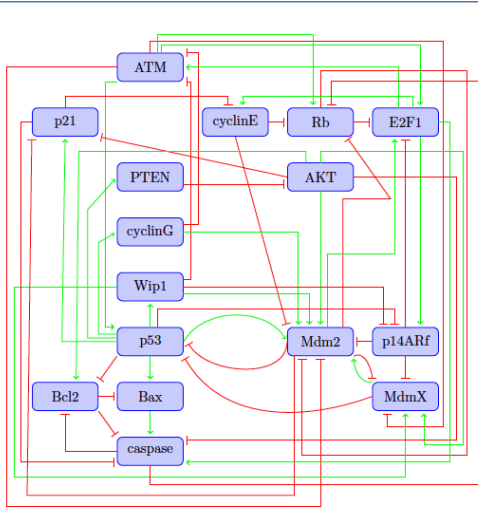 ATM
p21
cyclinE
Rb
E2F1
PTEN
AKT
cyclinG
Wip1
p53
Mdm2
p14ARf
Bcl2
Bax
MdmX
caspase